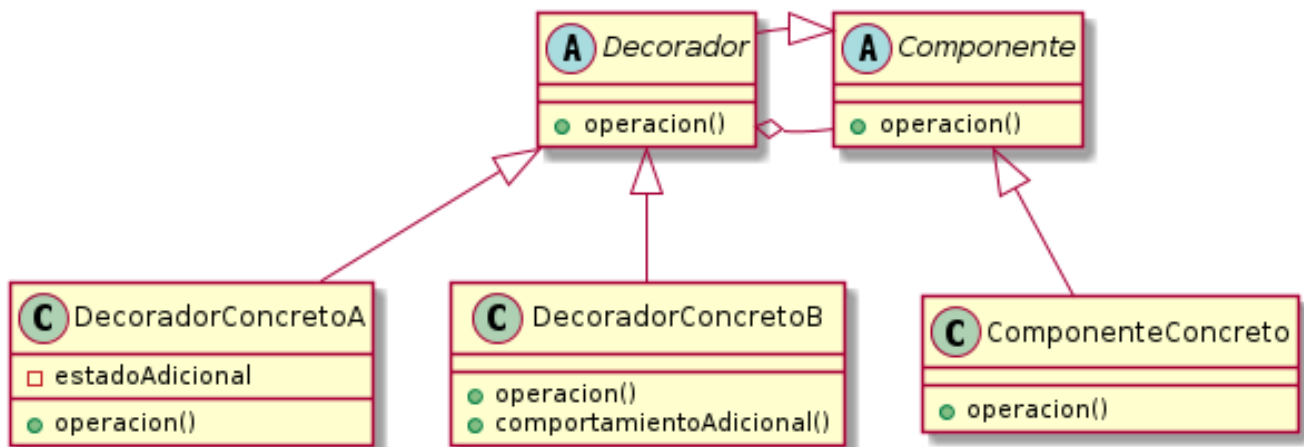 A Decorador
operacion()
A Componente
operacion()
C DecoradorConcretoA
estadoAdicional
operacion()
C DecoradorConcretoB
operacion()
comportamientoAdicional()
C ComponenteConcreto
operacion()